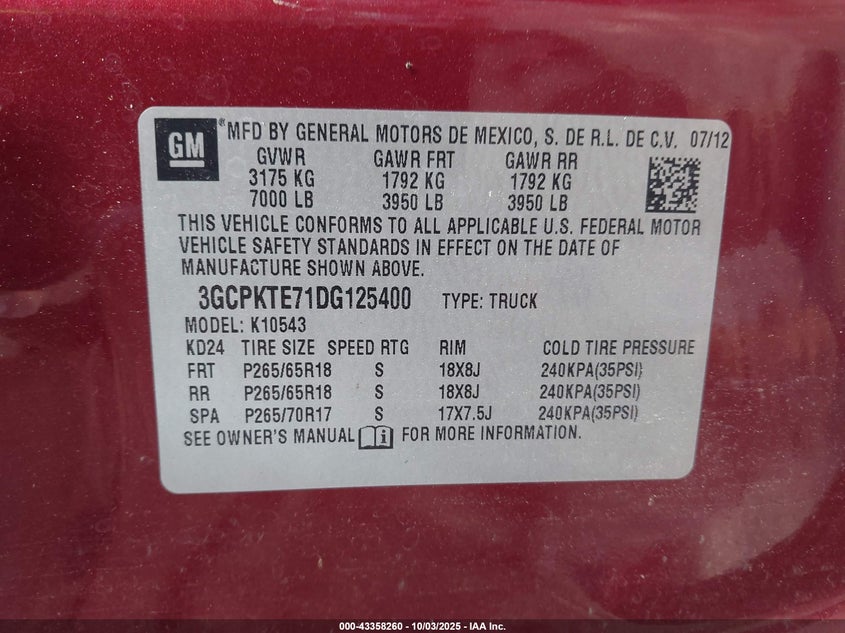 GM ® MFD BY GENERAL MOTORS DE MEXICO, S. DE R.L. DE C.V. 07/12
GVWR GAWR FRT GAWR RR
3175 KG 1792 KG 1792 KG
7000 LB 3950 LB 3950 LB
THIS VEHICLE CONFORMS TO ALL APPLICABLE U.S. FEDERAL MOTOR
VEHICLE SAFETY STANDARDS IN EFFECT ON THE DATE OF
MANUFACTURE SHOWN ABOVE.
3GCPKTE71DG125400 TYPE: TRUCK
MODEL: K10543
KD24 TIRE SIZE SPEED RTG RIM COLD TIRE PRESSURE
FRT P265/65R18 S 18X8J 240KPA(35PSI)
RR P265/65R18 S 18X8J 240KPA(35PSI)
SPA P265/70R17 S 17X7.5J 240KPA(35PSI)
SEE OWNER'S MANUAL i FOR MORE INFORMATION.
000-43358260 - 10/03/2025 - IAA Inc.